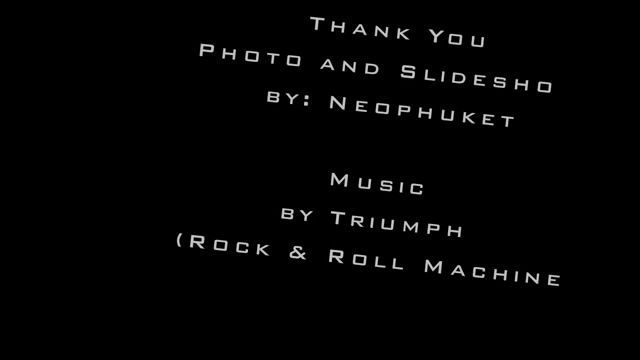 Thank You
Photo and Slidesho
by: Neophuket
Music
by Triumph
(Rock & Roll Machine